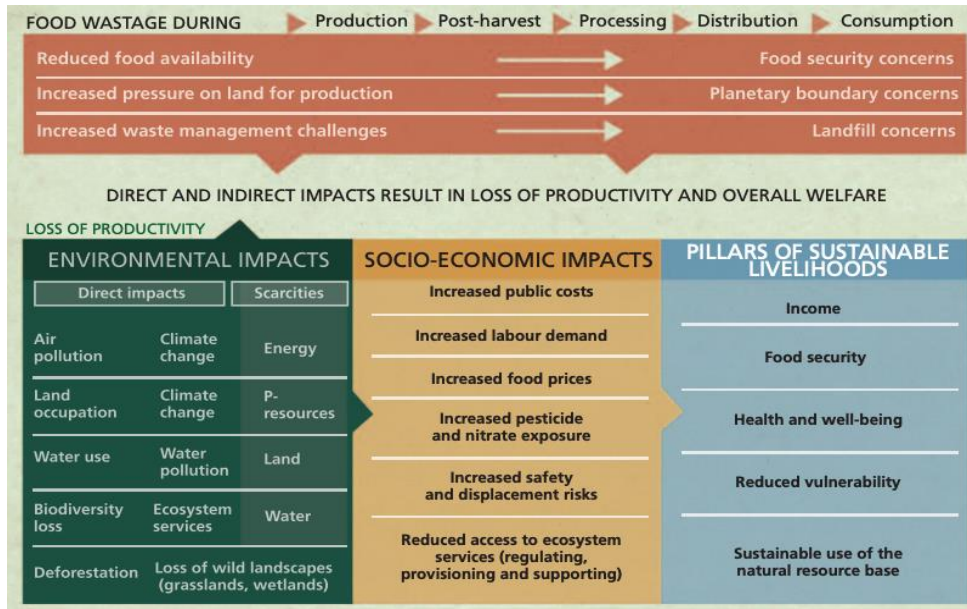 FOOD WASTAGE DURING Production Post-harvest Processing Distribution Consumption
Reduced food availability Food security concerns
Increased pressure on land for production Planetary boundary concerns
Increased waste management challenges Landfill concerns
DIRECT AND INDIRECT IMPACTS RESULT IN LOSS OF PRODUCTIVITY AND OVERALL WELFARE
LOSS OF PRODUCTIVITY
ENVIRONMENTAL IMPACTS
Direct impacts Scarcities
Air pollution Climate change Energy
Land occupation Climate change P-resources
Water use Water pollution Land
Biodiversity loss Ecosystem services Water
Deforestation Loss of wild landscapes
(grasslands, wetlands)
SOCIO-ECONOMIC IMPACTS
Increased public costs
Increased labour demand
Increased food prices
Increased pesticide
and nitrate exposure
Increased safety
and displacement risks
Reduced access to ecosystem
services (regulating,
provisioning and supporting)
PILLARS OF SUSTAINABLE
LIVELIHOODS
Income
Food security
Health and well-being
Reduced vulnerability
Sustainable use of the
natural resource base